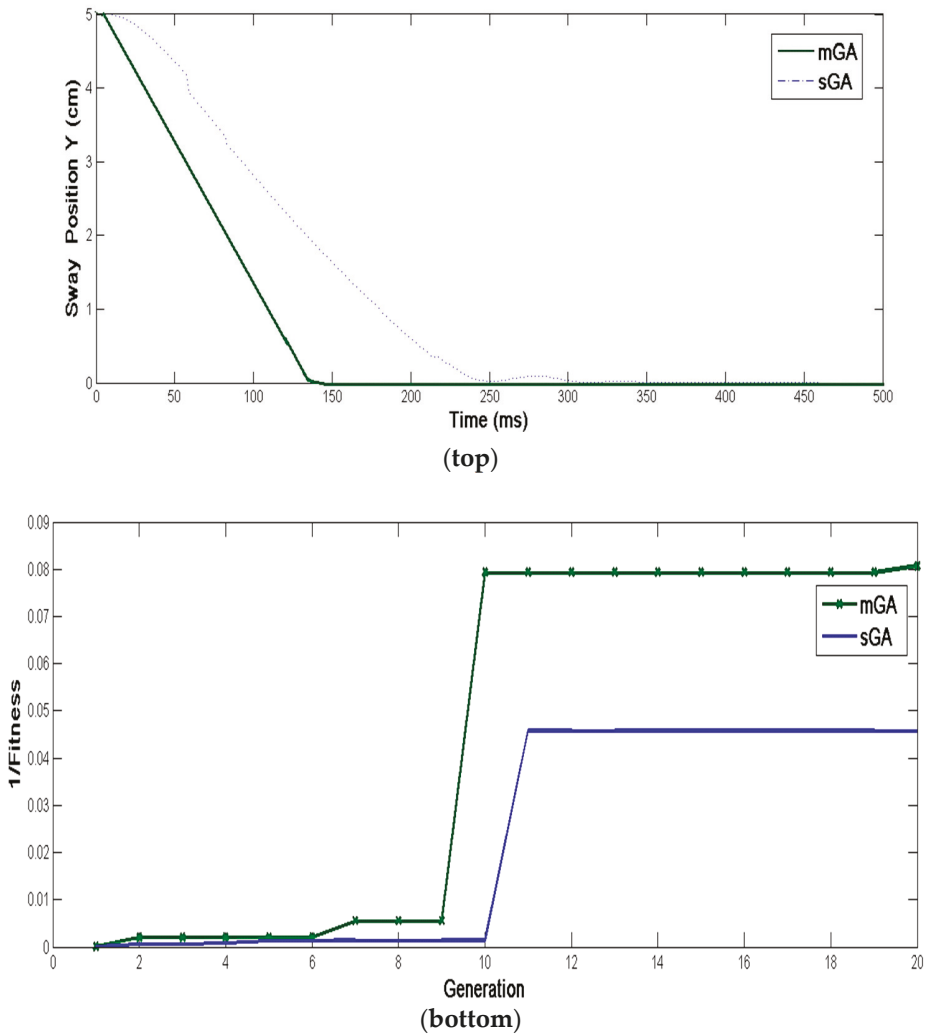 5
4
3
2
1
0
Sway Position Y (cm)
mGA
sGA
0 50 100 150 200 250 300 350 400 450 500
Time (ms)
(top)
0.09
0.08
0.07
0.06
0.05
0.04
0.03
0.02
0.01
0
1/Fitness
mGA
sGA
0 2 4 6 8 10 12 14 16 18 20
Generation
(bottom)